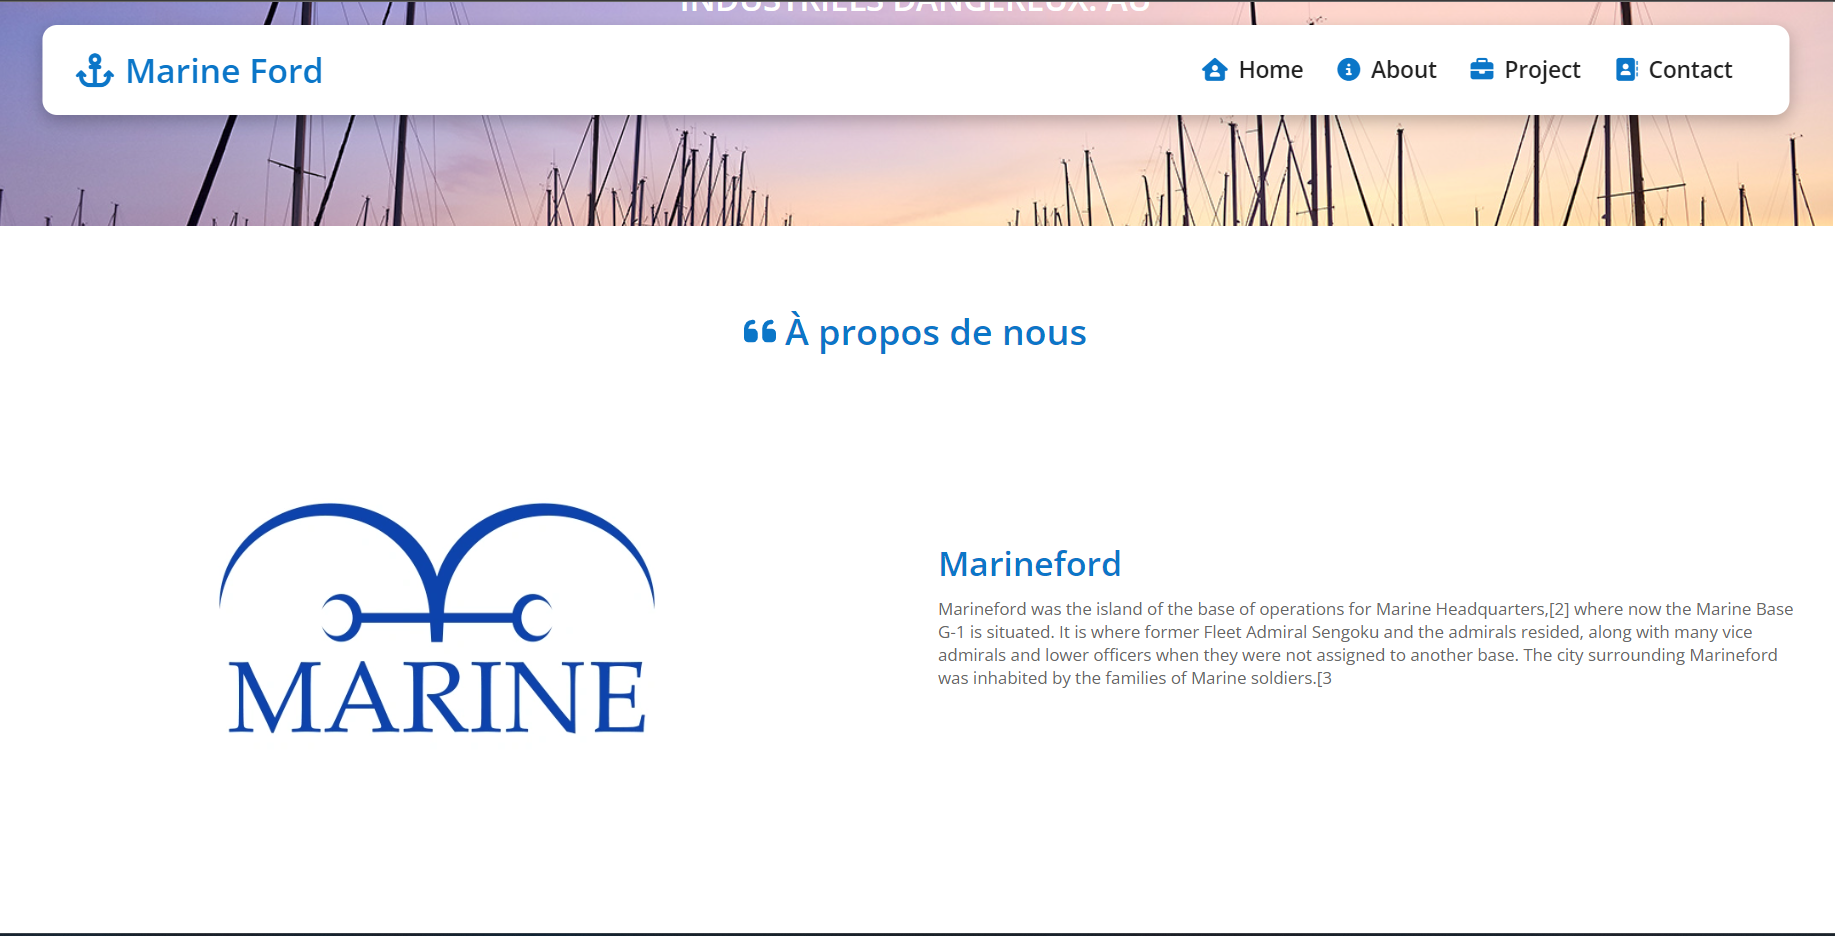 INDUSTRIELS DANGEREUX. AU
Marine Ford
Home About Project Contact
À propos de nous
MARINE
Marineford
Marineford was the island of the base of operations for Marine Headquarters,[2] where now the Marine Base
G-1 is situated. It is where former Fleet Admiral Sengoku and the admirals resided, along with many vice
admirals and lower officers when they were not assigned to another base. The city surrounding Marineford
was inhabited by the families of Marine soldiers.[3